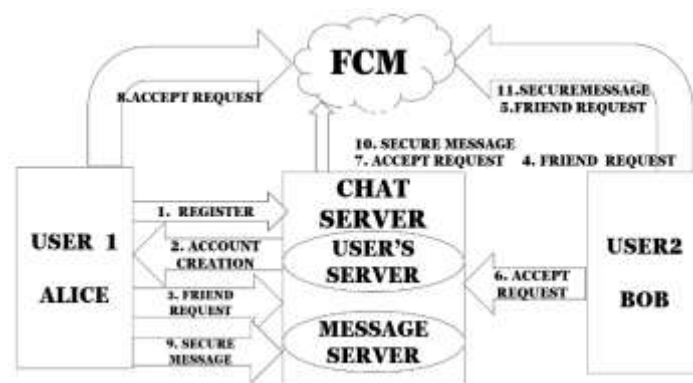 FCM
8.ACCEPT REQUEST
11.SECUREMESSAGE
5.FRIEND REQUEST
10. SECURE MESSAGE
7. ACCEPT REQUEST 4. FRIEND REQUEST
USER 1
ALICE
1. REGISTER
2. ACCOUNT
CREATION
3. FRIEND
REQUEST
9. SECURE
MESSAGE
CHAT
SERVER
USER'S
SERVER
MESSAGE
SERVER
6. ACCEPT
REQUEST
USER2
BOB